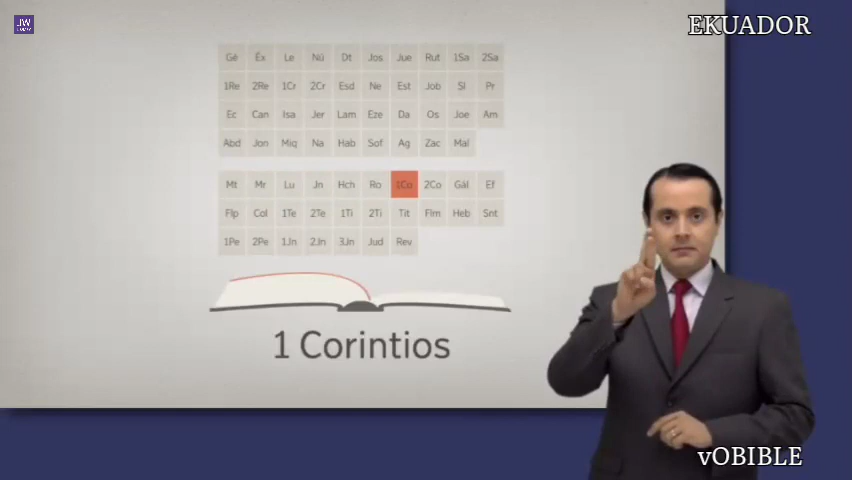 JW
EKUADOR
Gé Éx Le Nú Dt Jos Jue Rut 1Sa 2Sa
1Re 2Re 1Cr 2Cr Esd Ne Est Job Sl Pr
Ec Can Isa Jer Lam Eze Da Os Joe Am
Abd Jon Miq Na Hab Sof Ag Zac Mal
Mt Mr Lu Jn Hch Ro 1Co 2Co Gál Ef
Flp Col 1Te 2Te 1Ti 2Ti Tit Flm Heb Snt
1Pe 2Pe 1Jn 2Jn 3Jn Jud Rev
1 Corintios
vOBIBLE